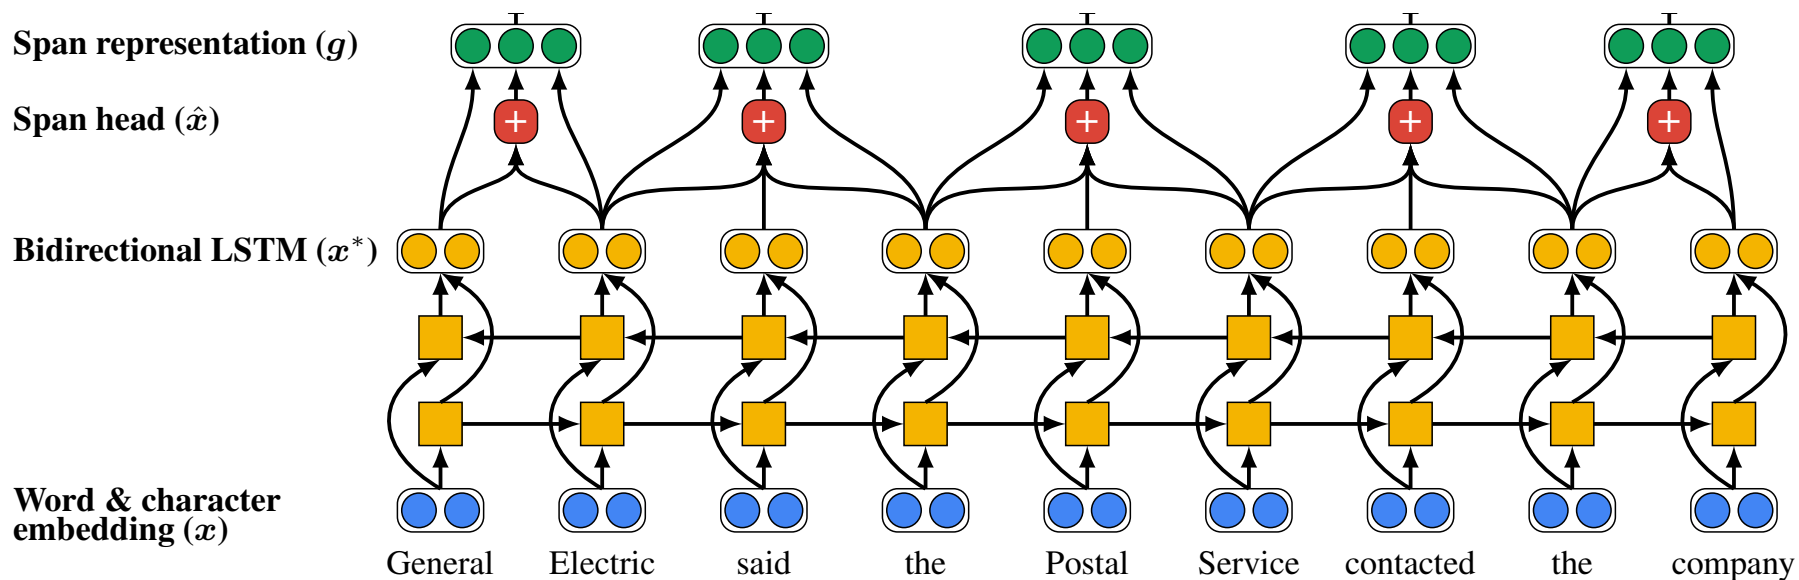 Span representation (g)
Span head (x̂)
+ + + + +
Bidirectional LSTM (x*)
Word & character
embedding (x)
General Electric said the Postal Service contacted the company